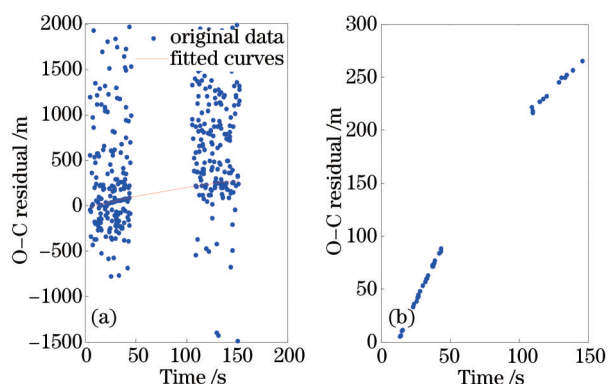 2000
1500
1000
500
0
−500
−1000
−1500
O−C residual /m
original data
fitted curves
(a)
0 50 100 150 200
Time /s
300
250
200
150
100
50
0
O−C residual /m
(b)
0 50 100 150
Time /s